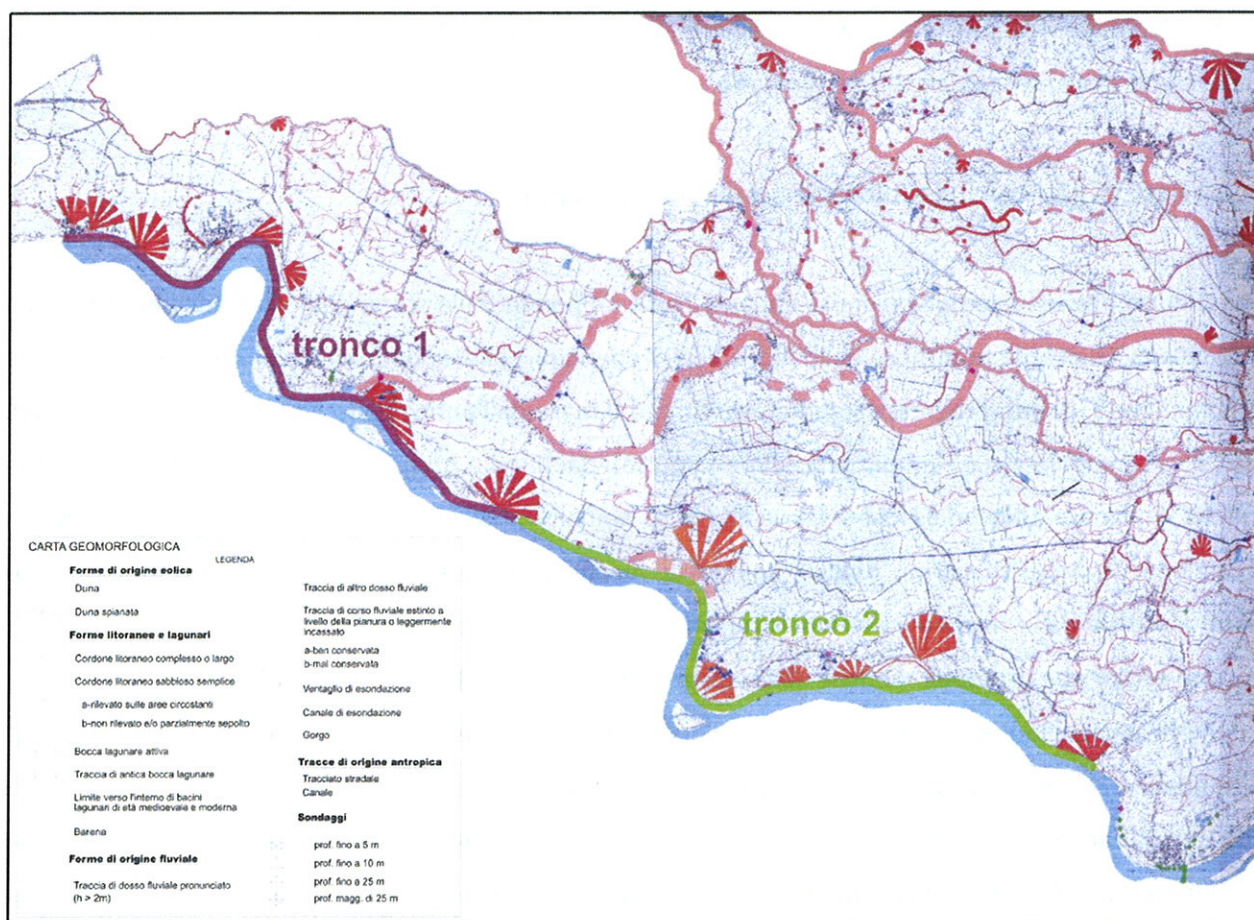 tronco 1
tronco 2
CARTA GEOMORFOLOGICA
LEGENDA
Forme di origine eolica
Duna
Duna spianata
Forme litoranee e lagunari
Cordone litoraneo complesso o largo
Cordone litoraneo sabbioso semplice
a-rilevato sulle aree circostanti
b-non rilevato e/o parzialmente sepolto
Bocca lagunare attiva
Traccia di antica bocca lagunare
Limite verso l'interno di bacini
lagunari di età medioevale e moderna
Barena
Forme di origine fluviale
Traccia di dosso fluviale pronunciato
(h > 2m)
Traccia di altro dosso fluviale
Traccia di corso fluviale estinto a
livello della pianura o leggermente
incassato
a-ben conservata
b-mal conservata
Ventaglio di esondazione
Canale di esondazione
Gorgo
Tracce di origine antropica
Tracciato stradale
Canale
Sondaggi
prof. fino a 5 m
prof. fino a 10 m
prof. fino a 25 m
prof. magg. di 25 m